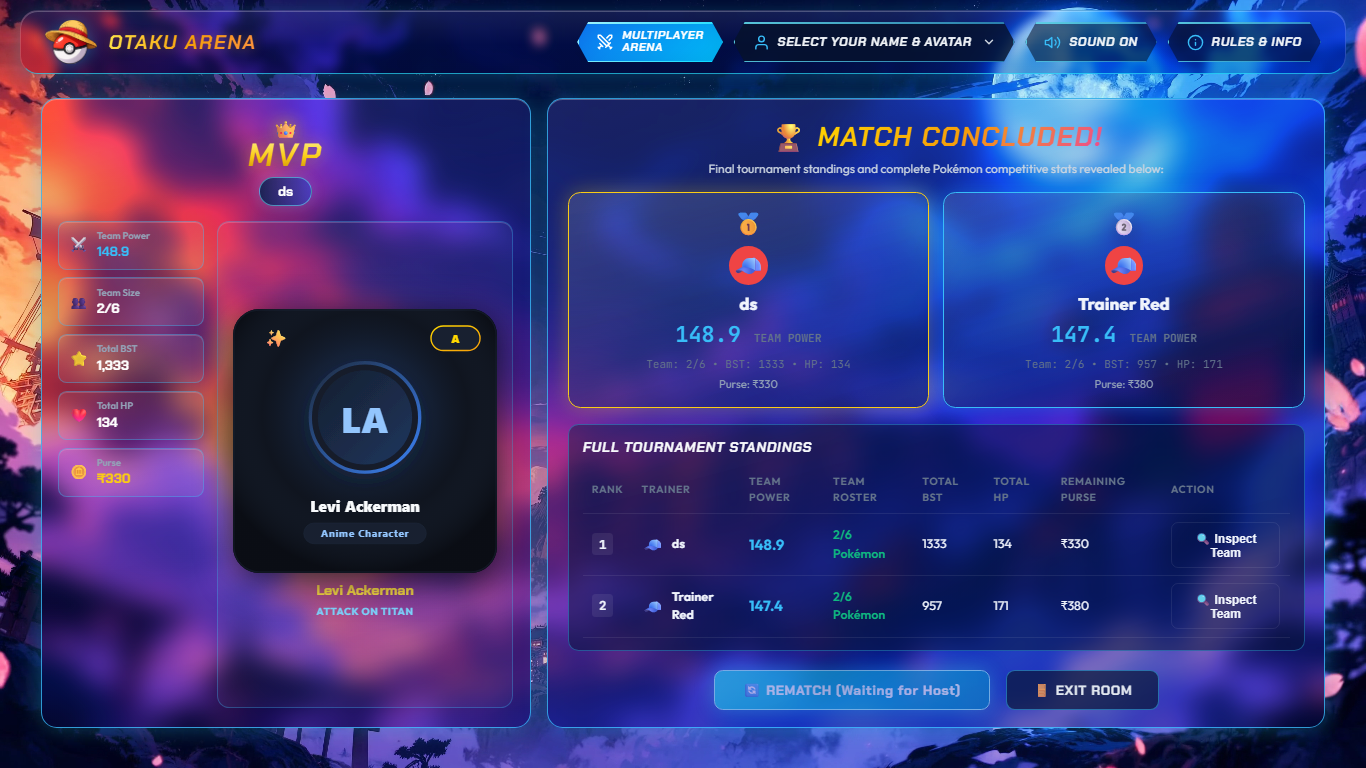 OTAKU ARENA
MULTIPLAYER
ARENA
SELECT YOUR NAME & AVATAR
SOUND ON
RULES & INFO
MVP
ds
Team Power
148.9
Team Size
2/6
Total BST
1,333
Total HP
134
Purse
₹330
A
LA
Levi Ackerman
Anime Character
Levi Ackerman
ATTACK ON TITAN
MATCH CONCLUDED!
Final tournament standings and complete Pokémon competitive stats revealed below:
1
ds
148.9 TEAM POWER
Team: 2/6 • BST: 1333 • HP: 134
Purse: ₹330
2
Trainer Red
147.4 TEAM POWER
Team: 2/6 • BST: 957 • HP: 171
Purse: ₹380
FULL TOURNAMENT STANDINGS
RANK TRAINER TEAM POWER TEAM ROSTER TOTAL BST TOTAL HP REMAINING PURSE ACTION
1 ds 148.9 2/6 Pokémon 1333 134 ₹330 Inspect Team
2 Trainer Red 147.4 2/6 Pokémon 957 171 ₹380 Inspect Team
REMATCH (Waiting for Host)
EXIT ROOM